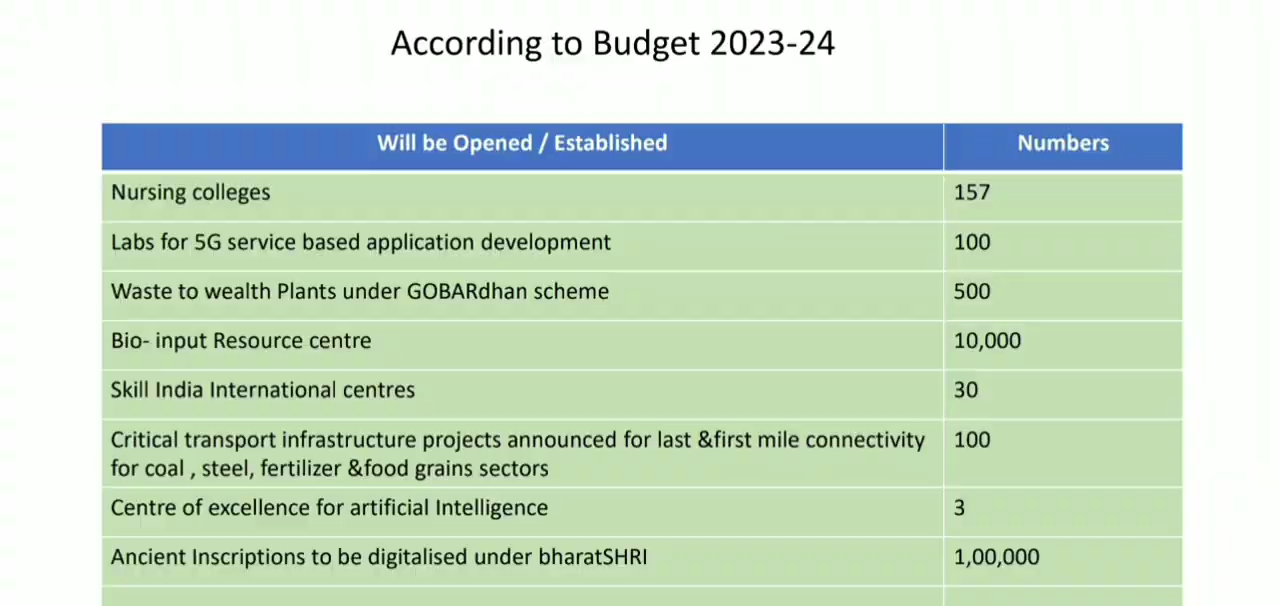 According to Budget 2023-24
Will be Opened / Established Numbers
Nursing colleges 157
Labs for 5G service based application development 100
Waste to wealth Plants under GOBARdhan scheme 500
Bio- input Resource centre 10,000
Skill India International centres 30
Critical transport infrastructure projects announced for last &first mile connectivity 100
for coal , steel, fertilizer &food grains sectors
Centre of excellence for artificial Intelligence 3
Ancient Inscriptions to be digitalised under bharatSHRI 1,00,000